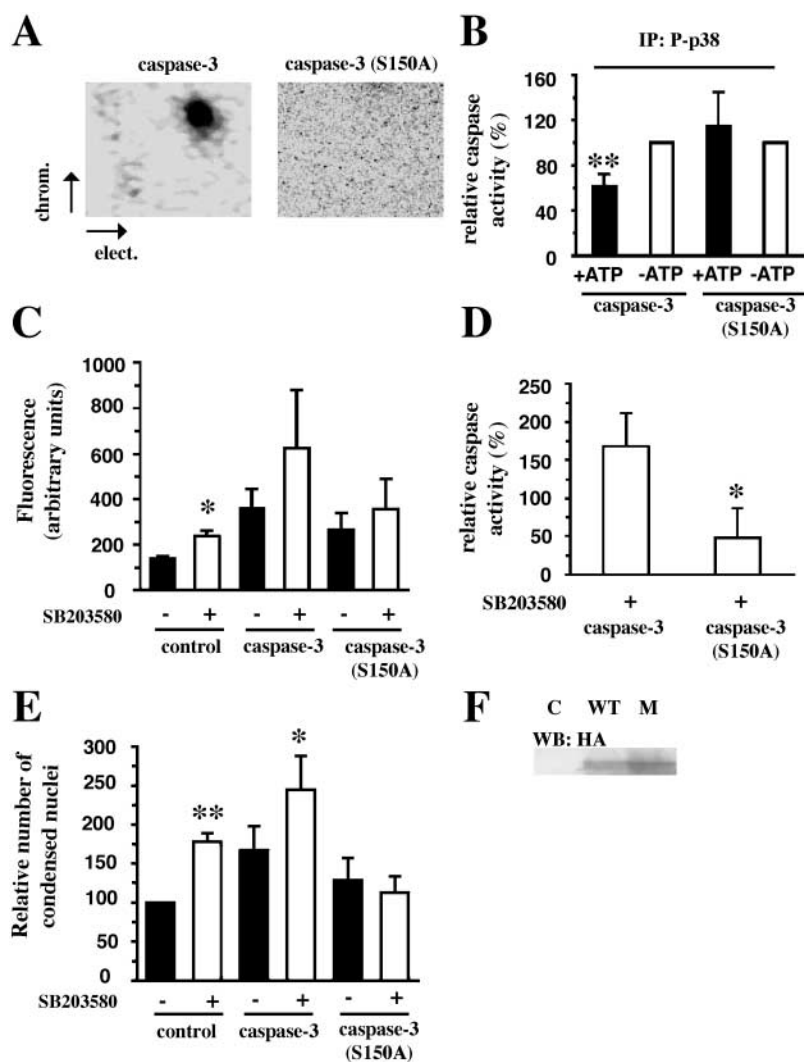 A
caspase-3
caspase-3 (S150A)
chrom.
elect.
B
IP: P-p38
relative caspase
activity (%)
160
120
80
40
0
**
+ATP
-ATP
+ATP
-ATP
caspase-3
caspase-3
(S150A)
C
Fluorescence
(arbitrary units)
1000
800
600
400
200
0
*
SB203580
-
+
-
+
-
+
control
caspase-3
caspase-3
(S150A)
D
relative caspase
activity (%)
250
200
150
100
50
0
*
SB203580
+
+
caspase-3
caspase-3
(S150A)
E
Relative number of
condensed nuclei
300
250
200
150
100
50
0
**
*
SB203580
-
+
-
+
-
+
control
caspase-3
caspase-3
(S150A)
F
C
WT
M
WB: HA